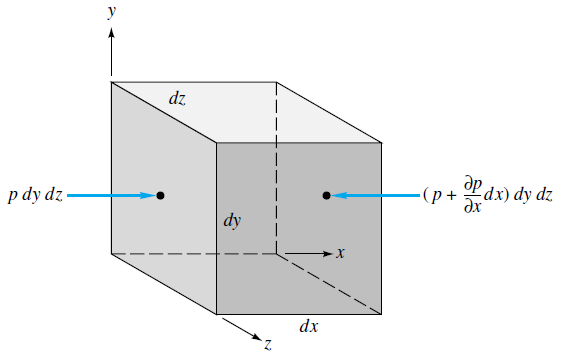 y
dz
p dy dz
(p + ∂p/∂x dx) dy dz
dy
x
dx
z